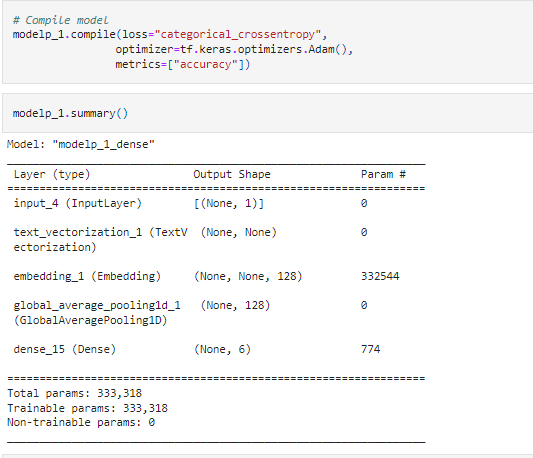 # Compile model
modelp_1.compile(loss="categorical_crossentropy",
optimizer=tf.keras.optimizers.Adam(),
metrics=["accuracy"])
modelp_1.summary()
Model: "modelp_1_dense"
Layer (type) Output Shape Param #
=================================================================
input_4 (InputLayer) [(None, 1)] 0
text_vectorization_1 (TextV (None, None) 0
ectorization)
embedding_1 (Embedding) (None, None, 128) 332544
global_average_pooling1d_1 (None, 128) 0
(GlobalAveragePooling1D)
dense_15 (Dense) (None, 6) 774
=================================================================
Total params: 333,318
Trainable params: 333,318
Non-trainable params: 0